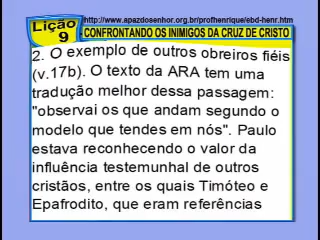 Lição
9
http://www.apazdosenhor.org.br/profhenrique/ebd-henr.htm
CONFRONTANDO OS INIMIGOS DA CRUZ DE CRISTO
2. O exemplo de outros obreiros fiéis
(v.17b). O texto da ARA tem uma
tradução melhor dessa passagem:
"observai os que andam segundo o
modelo que tendes em nós". Paulo
estava reconhecendo o valor da
influência testemunhal de outros
cristãos, entre os quais Timóteo e
Epafrodito, que eram referências